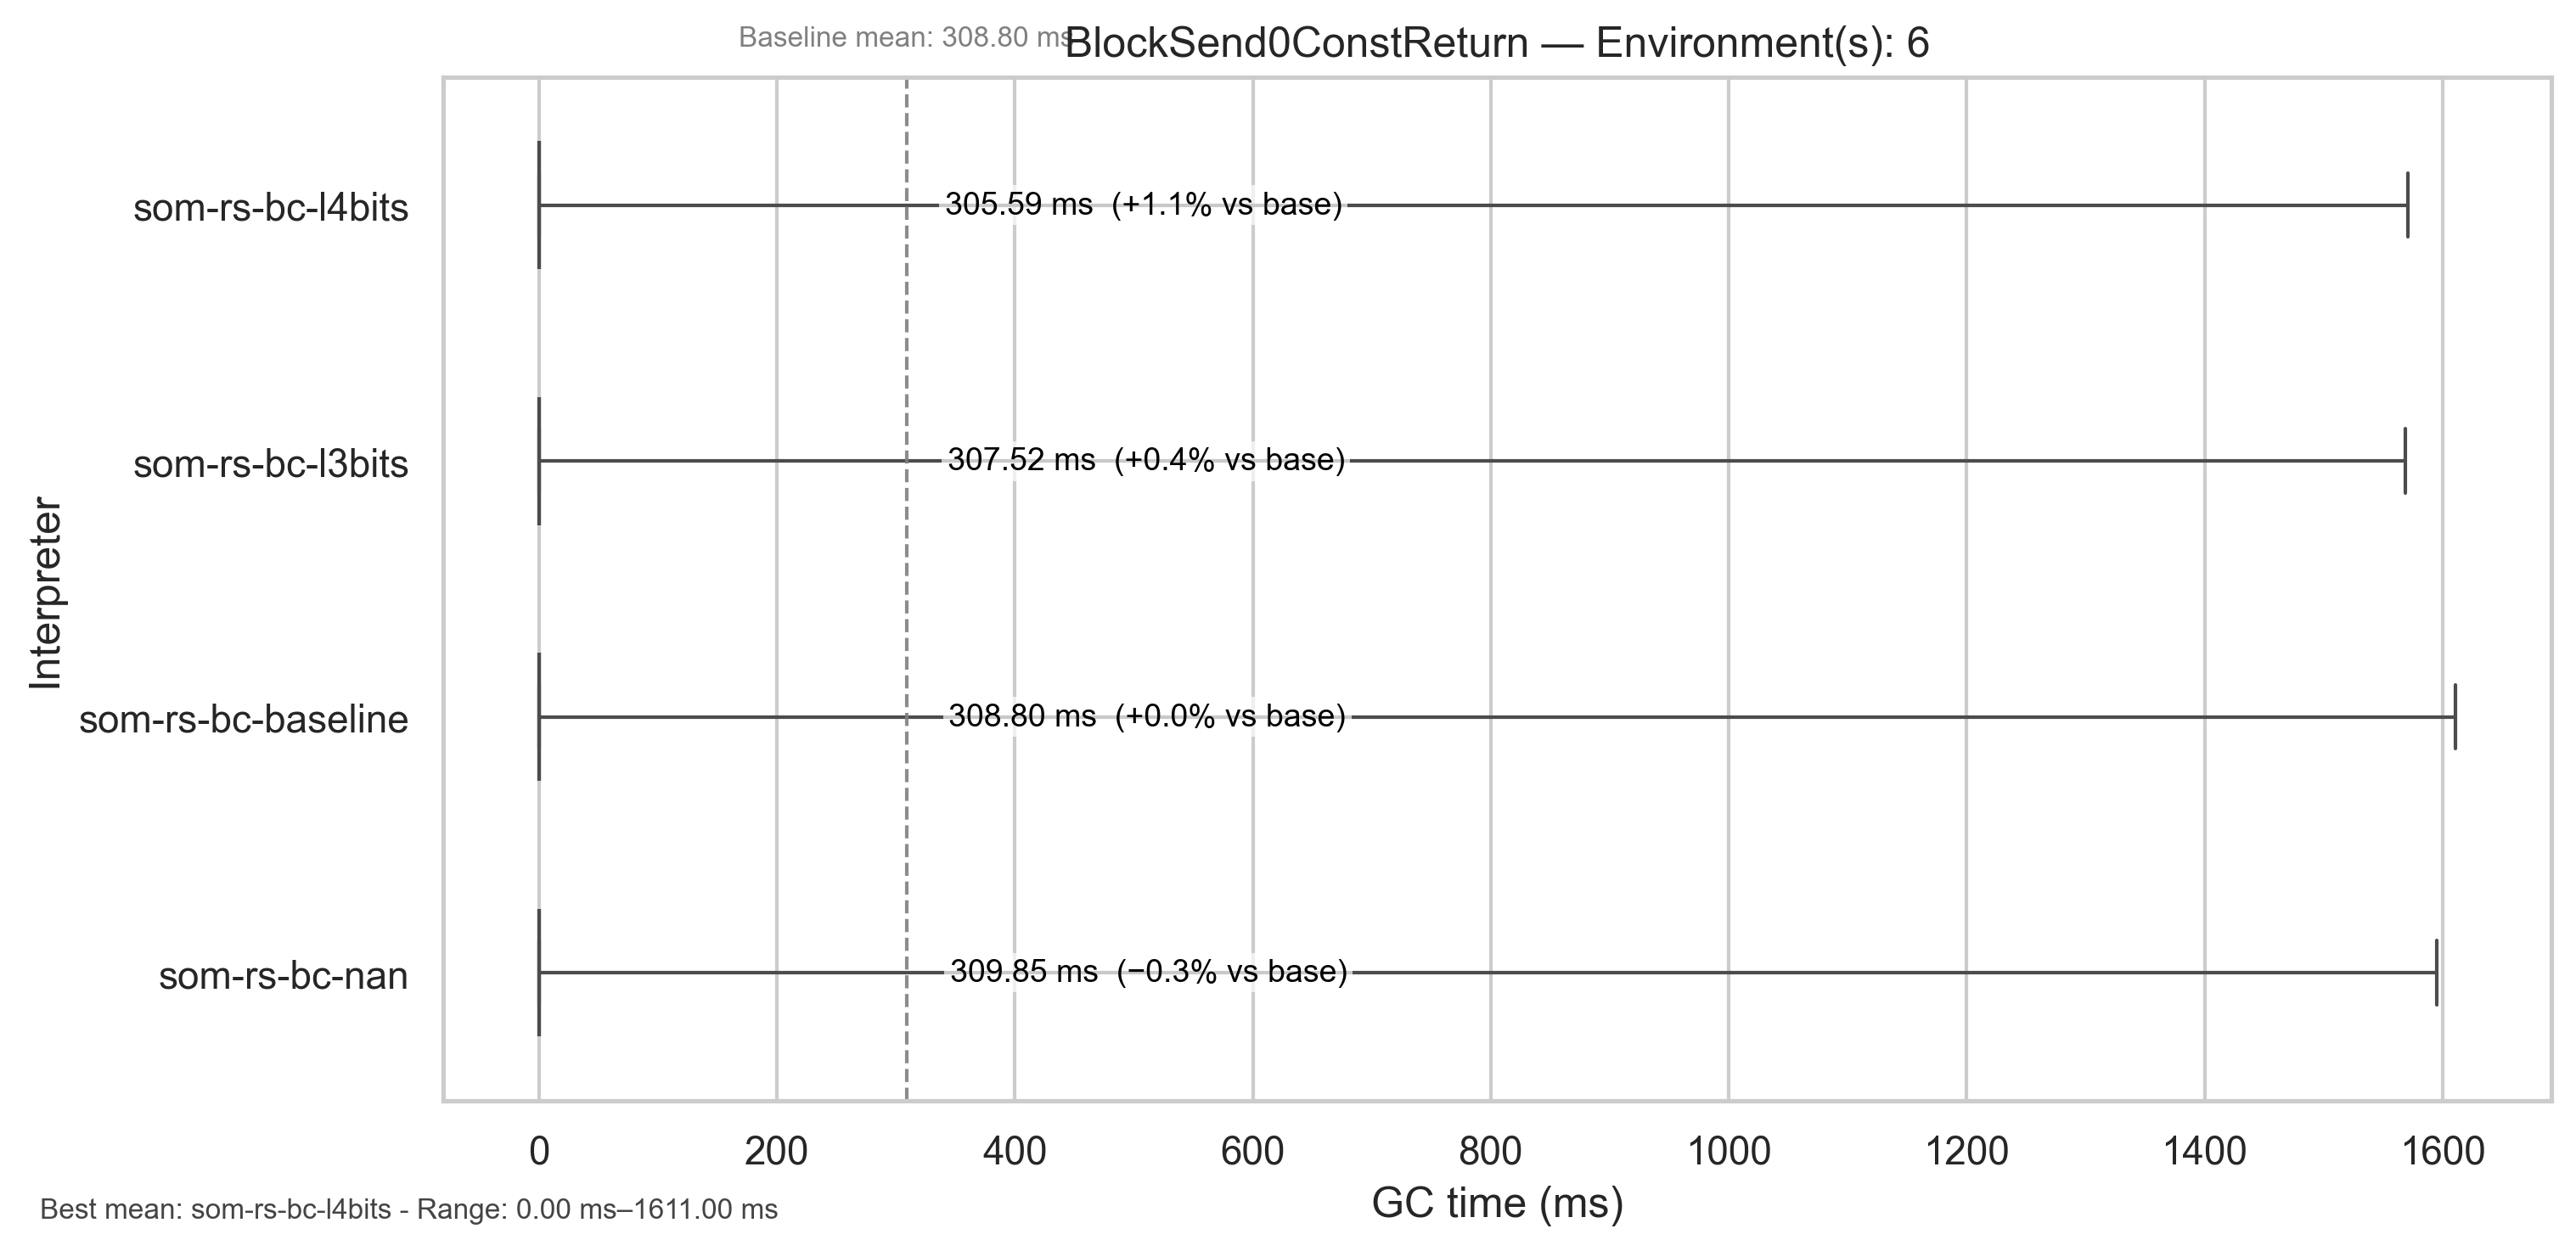 Baseline mean: 308.80 ms
BlockSend0ConstReturn — Environment(s): 6
Interpreter
som-rs-bc-l4bits
305.59 ms (+1.1% vs base)
som-rs-bc-l3bits
307.52 ms (+0.4% vs base)
som-rs-bc-baseline
308.80 ms (+0.0% vs base)
som-rs-bc-nan
309.85 ms (−0.3% vs base)
0 200 400 600 800 1000 1200 1400 1600
GC time (ms)
Best mean: som-rs-bc-l4bits - Range: 0.00 ms–1611.00 ms